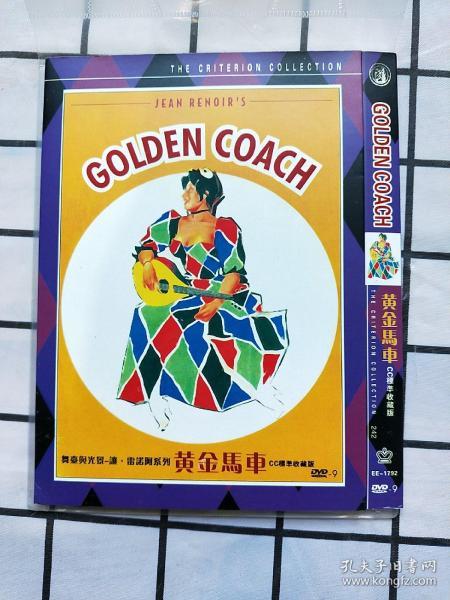 THE CRITERION COLLECTION
JEAN RENOIR'S
GOLDEN COACH
舞臺與光景-讓·雷諾阿系列 黃金馬車 CC標準收藏版
DVD-9
GOLDEN COACH
黃金馬車 CC標準收藏版
THE CRITERION COLLECTION
242
EE-1792
DVD-9
孔夫子旧书网
www.kongfz.com